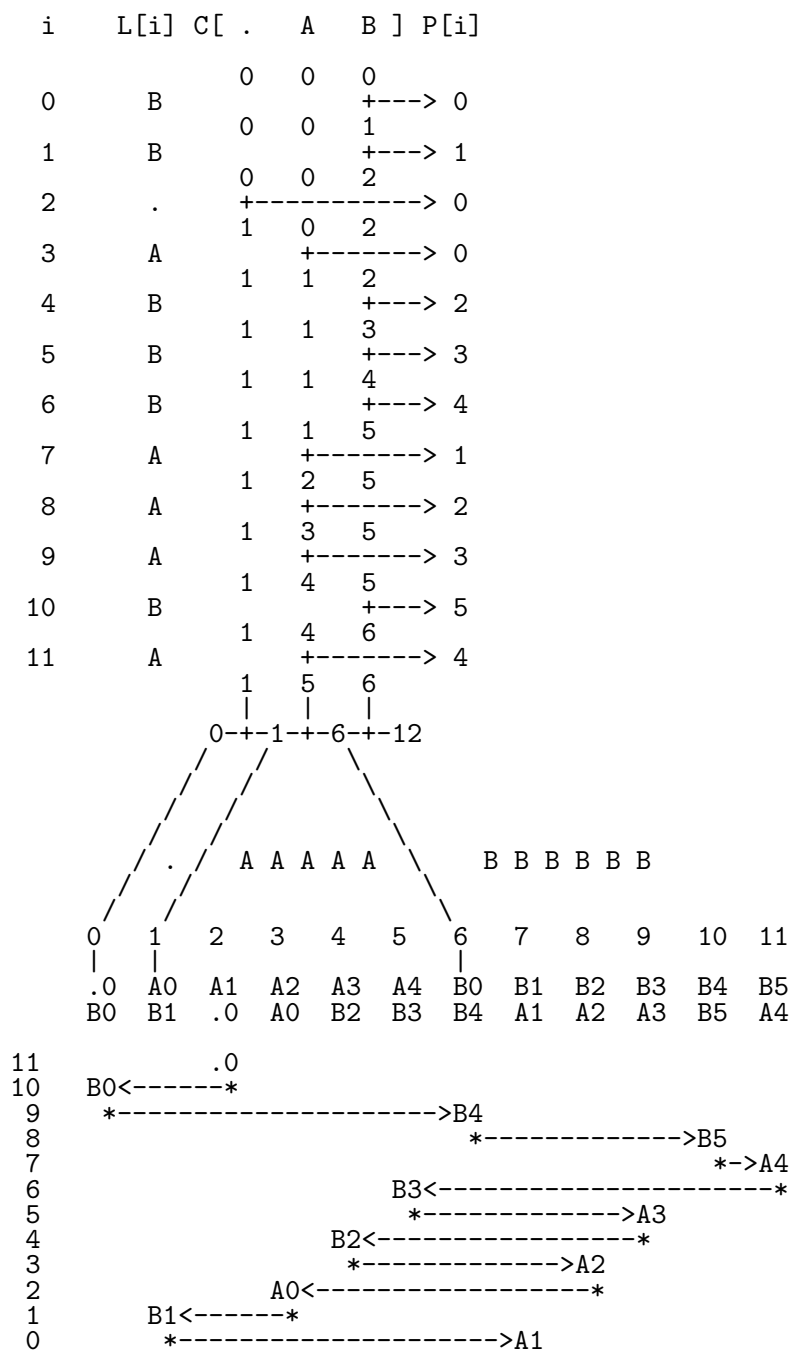 i L[i] C[ . A B ] P[i]
0 0 0
0 B +---> 0
0 0 1
1 B +---> 1
0 0 2
2 . +-----------> 0
1 0 2
3 A +-------> 0
1 1 2
4 B +---> 2
1 1 3
5 B +---> 3
1 1 4
6 B +---> 4
1 1 5
7 A +-------> 1
1 2 5
8 A +-------> 2
1 3 5
9 A +-------> 3
1 4 5
10 B +---> 5
1 4 6
11 A +-------> 4
1 5 6
| | |
0-+-1-+-6-+-12
. A A A A A B B B B B B
0 1 2 3 4 5 6 7 8 9 10 11
| | |
.0 A0 A1 A2 A3 A4 B0 B1 B2 B3 B4 B5
B0 B1 .0 A0 B2 B3 B4 A1 A2 A3 B5 A4
11 .0
10 B0<------*
9 *--------------------->B4
8 *------------->B5
7 *->A4
6 B3<----------------------*
5 *------------->A3
4 B2<-----------------*
3 *------------->A2
2 A0<------------------*
1 B1<------*
0 *--------------------->A1